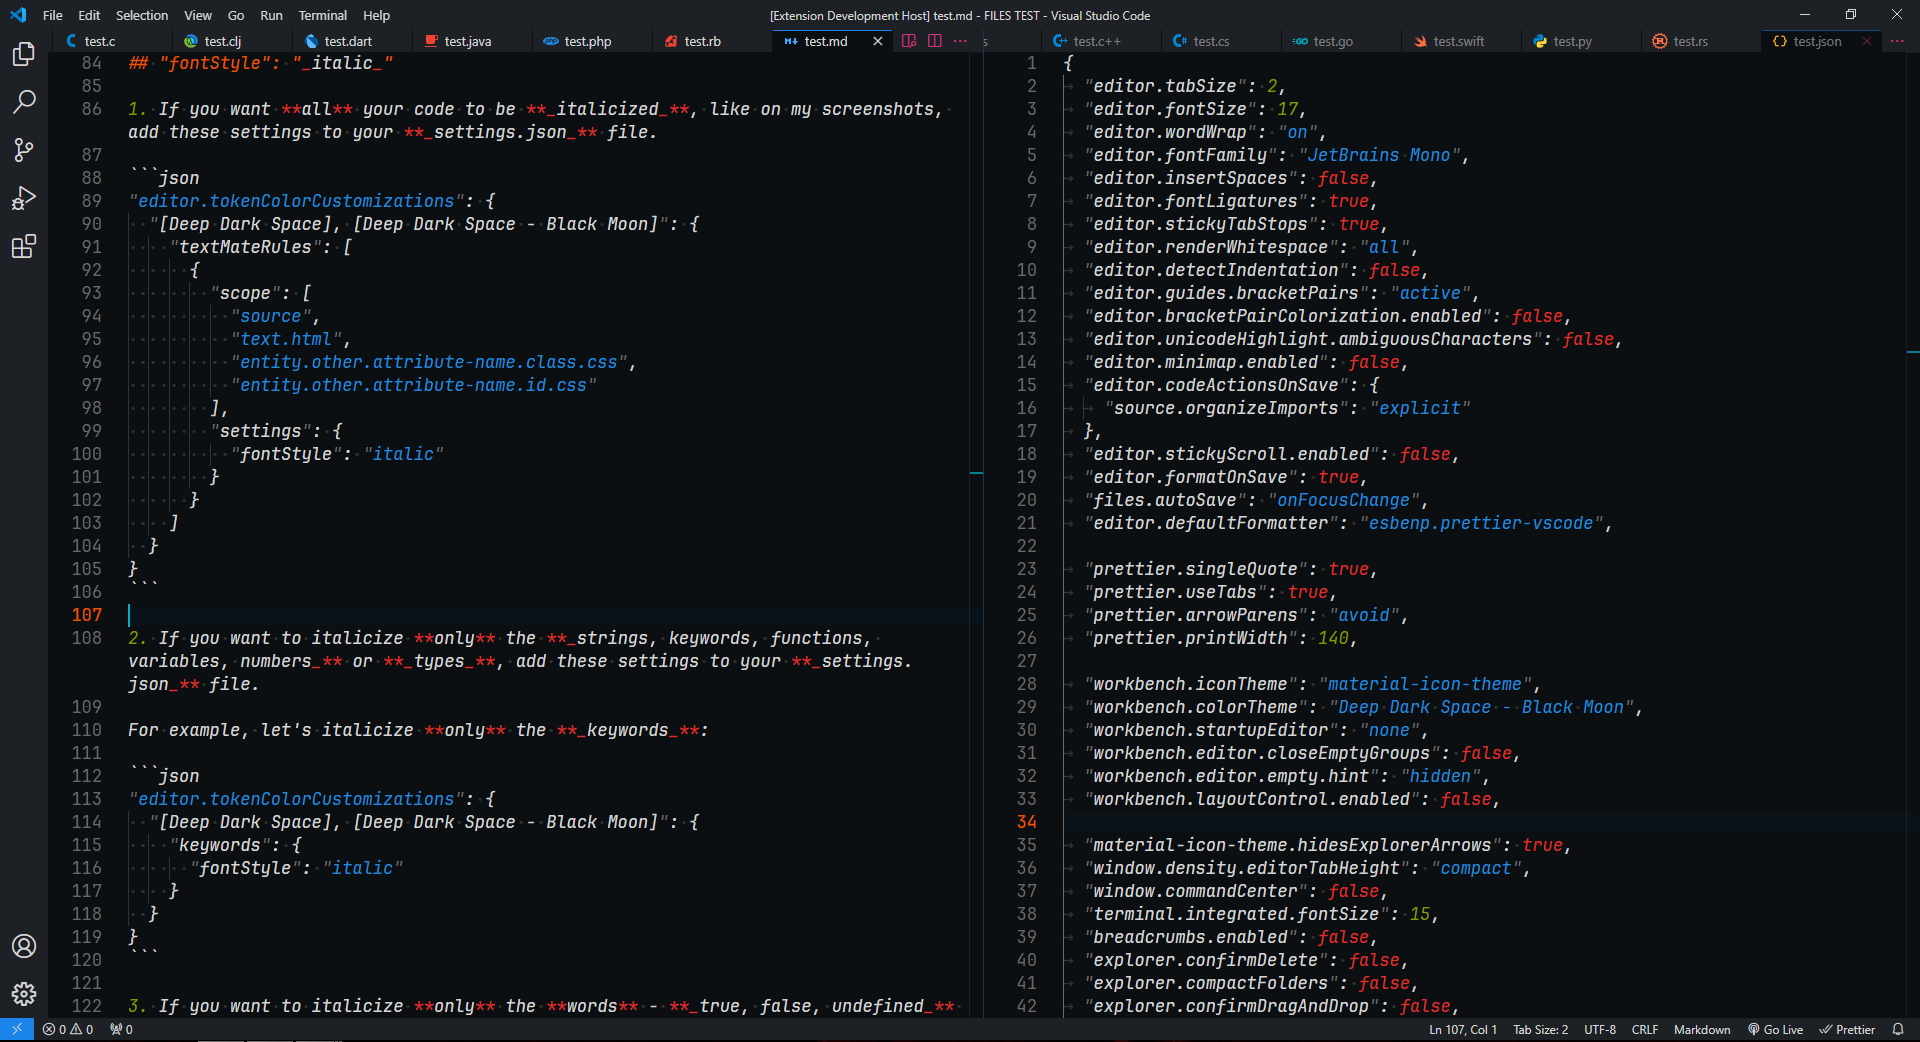 File Edit Selection View Go Run Terminal Help
[Extension Development Host] test.md - FILES TEST - Visual Studio Code
test.c test.clj test.dart test.java test.php test.rb test.md
84 ## "fontStyle": "_italic_"
85
86 1. If you want **all** your code to be **_italicized_**, like on my screenshots,
add these settings to your **_settings.json_** file.
87
88 ```json
89 "editor.tokenColorCustomizations": {
90 "[Deep Dark Space], [Deep Dark Space - Black Moon]": {
91 "textMateRules": [
92 {
93 "scope": [
94 "source",
95 "text.html",
96 "entity.other.attribute-name.class.css",
97 "entity.other.attribute-name.id.css"
98 ],
99 "settings": {
100 "fontStyle": "italic"
101 }
102 }
103 ]
104 }
105 }
106 ```
107
108 2. If you want to italicize **only** the **_strings, keywords, functions,
variables, numbers_** or **_types_**, add these settings to your **_settings.
json_** file.
109
110 For example, let's italicize **only** the **_keywords_**:
111
112 ```json
113 "editor.tokenColorCustomizations": {
114 "[Deep Dark Space], [Deep Dark Space - Black Moon]": {
115 "keywords": {
116 "fontStyle": "italic"
117 }
118 }
119 }
120 ```
121
122 3. If you want to italicize **only** the **words** - **_true, false, undefined_**
s test.c++ test.cs test.go test.swift test.py test.rs test.json
1 {
2 "editor.tabSize": 2,
3 "editor.fontSize": 17,
4 "editor.wordWrap": "on",
5 "editor.fontFamily": "JetBrains Mono",
6 "editor.insertSpaces": false,
7 "editor.fontLigatures": true,
8 "editor.stickyTabStops": true,
9 "editor.renderWhitespace": "all",
10 "editor.detectIndentation": false,
11 "editor.guides.bracketPairs": "active",
12 "editor.bracketPairColorization.enabled": false,
13 "editor.unicodeHighlight.ambiguousCharacters": false,
14 "editor.minimap.enabled": false,
15 "editor.codeActionsOnSave": {
16 "source.organizeImports": "explicit"
17 },
18 "editor.stickyScroll.enabled": false,
19 "editor.formatOnSave": true,
20 "files.autoSave": "onFocusChange",
21 "editor.defaultFormatter": "esbenp.prettier-vscode",
22
23 "prettier.singleQuote": true,
24 "prettier.useTabs": true,
25 "prettier.arrowParens": "avoid",
26 "prettier.printWidth": 140,
27
28 "workbench.iconTheme": "material-icon-theme",
29 "workbench.colorTheme": "Deep Dark Space - Black Moon",
30 "workbench.startupEditor": "none",
31 "workbench.editor.closeEmptyGroups": false,
32 "workbench.editor.empty.hint": "hidden",
33 "workbench.layoutControl.enabled": false,
34
35 "material-icon-theme.hidesExplorerArrows": true,
36 "window.density.editorTabHeight": "compact",
37 "window.commandCenter": false,
38 "terminal.integrated.fontSize": 15,
39 "breadcrumbs.enabled": false,
40 "explorer.confirmDelete": false,
41 "explorer.compactFolders": false,
42 "explorer.confirmDragAndDrop": false,
0 0 0
Ln 107, Col 1 Tab Size: 2 UTF-8 CRLF Markdown Go Live Prettier